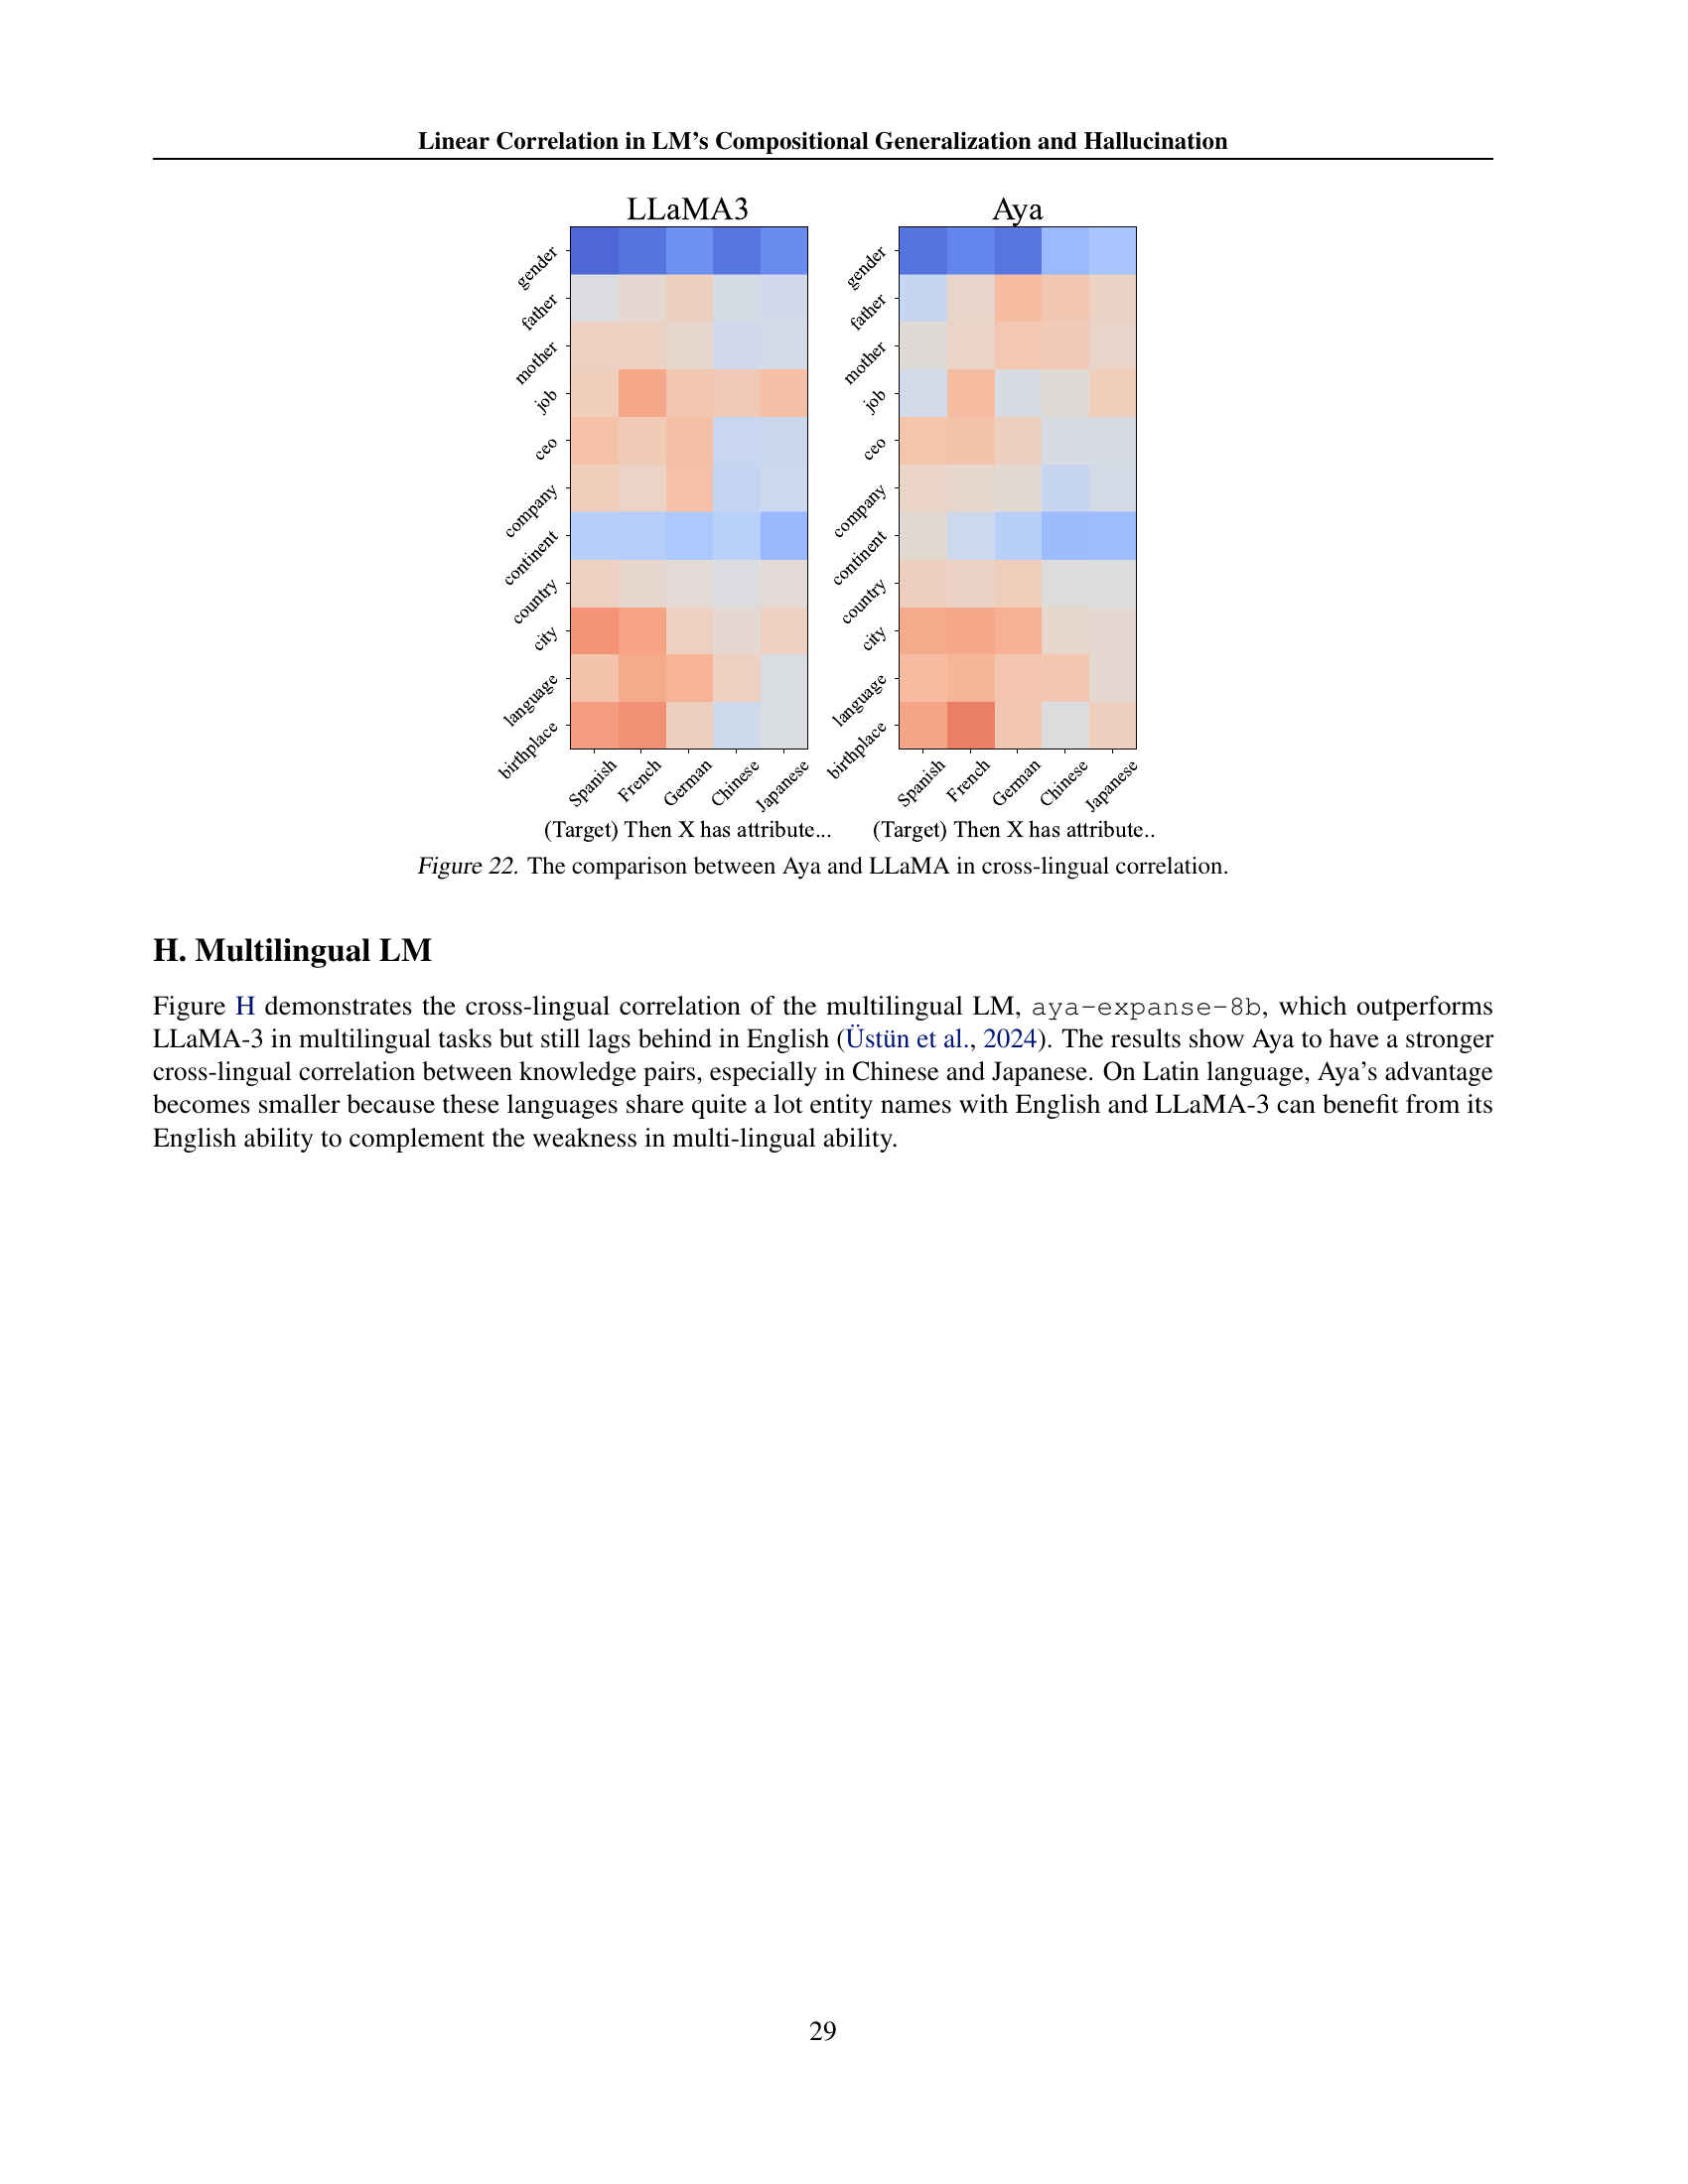 Linear Correlation in LM's Compositional Generalization and Hallucination
LLaMA3
gender
father
mother
job
ceo
company
continent
country
city
language
birthplace
Spanish
French
German
Chinese
Japanese
(Target) Then X has attribute...
Aya
gender
father
mother
job
ceo
company
continent
country
city
language
birthplace
Spanish
French
German
Chinese
Japanese
(Target) Then X has attribute..
Figure 22. The comparison between Aya and LLaMA in cross-lingual correlation.
H. Multilingual LM
Figure H demonstrates the cross-lingual correlation of the multilingual LM, aya-expanse-8b, which outperforms
LLaMA-3 in multilingual tasks but still lags behind in English (Üstün et al., 2024). The results show Aya to have a stronger
cross-lingual correlation between knowledge pairs, especially in Chinese and Japanese. On Latin language, Aya's advantage
becomes smaller because these languages share quite a lot entity names with English and LLaMA-3 can benefit from its
English ability to complement the weakness in multi-lingual ability.
29